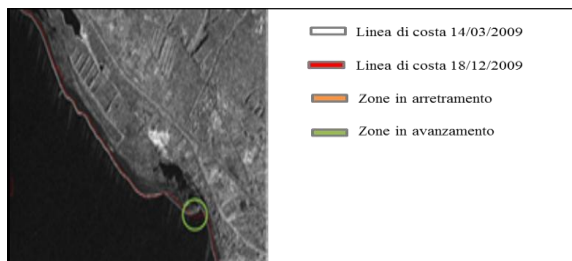 Linea di costa 14/03/2009
Linea di costa 18/12/2009
Zone in arretramento
Zone in avanzamento